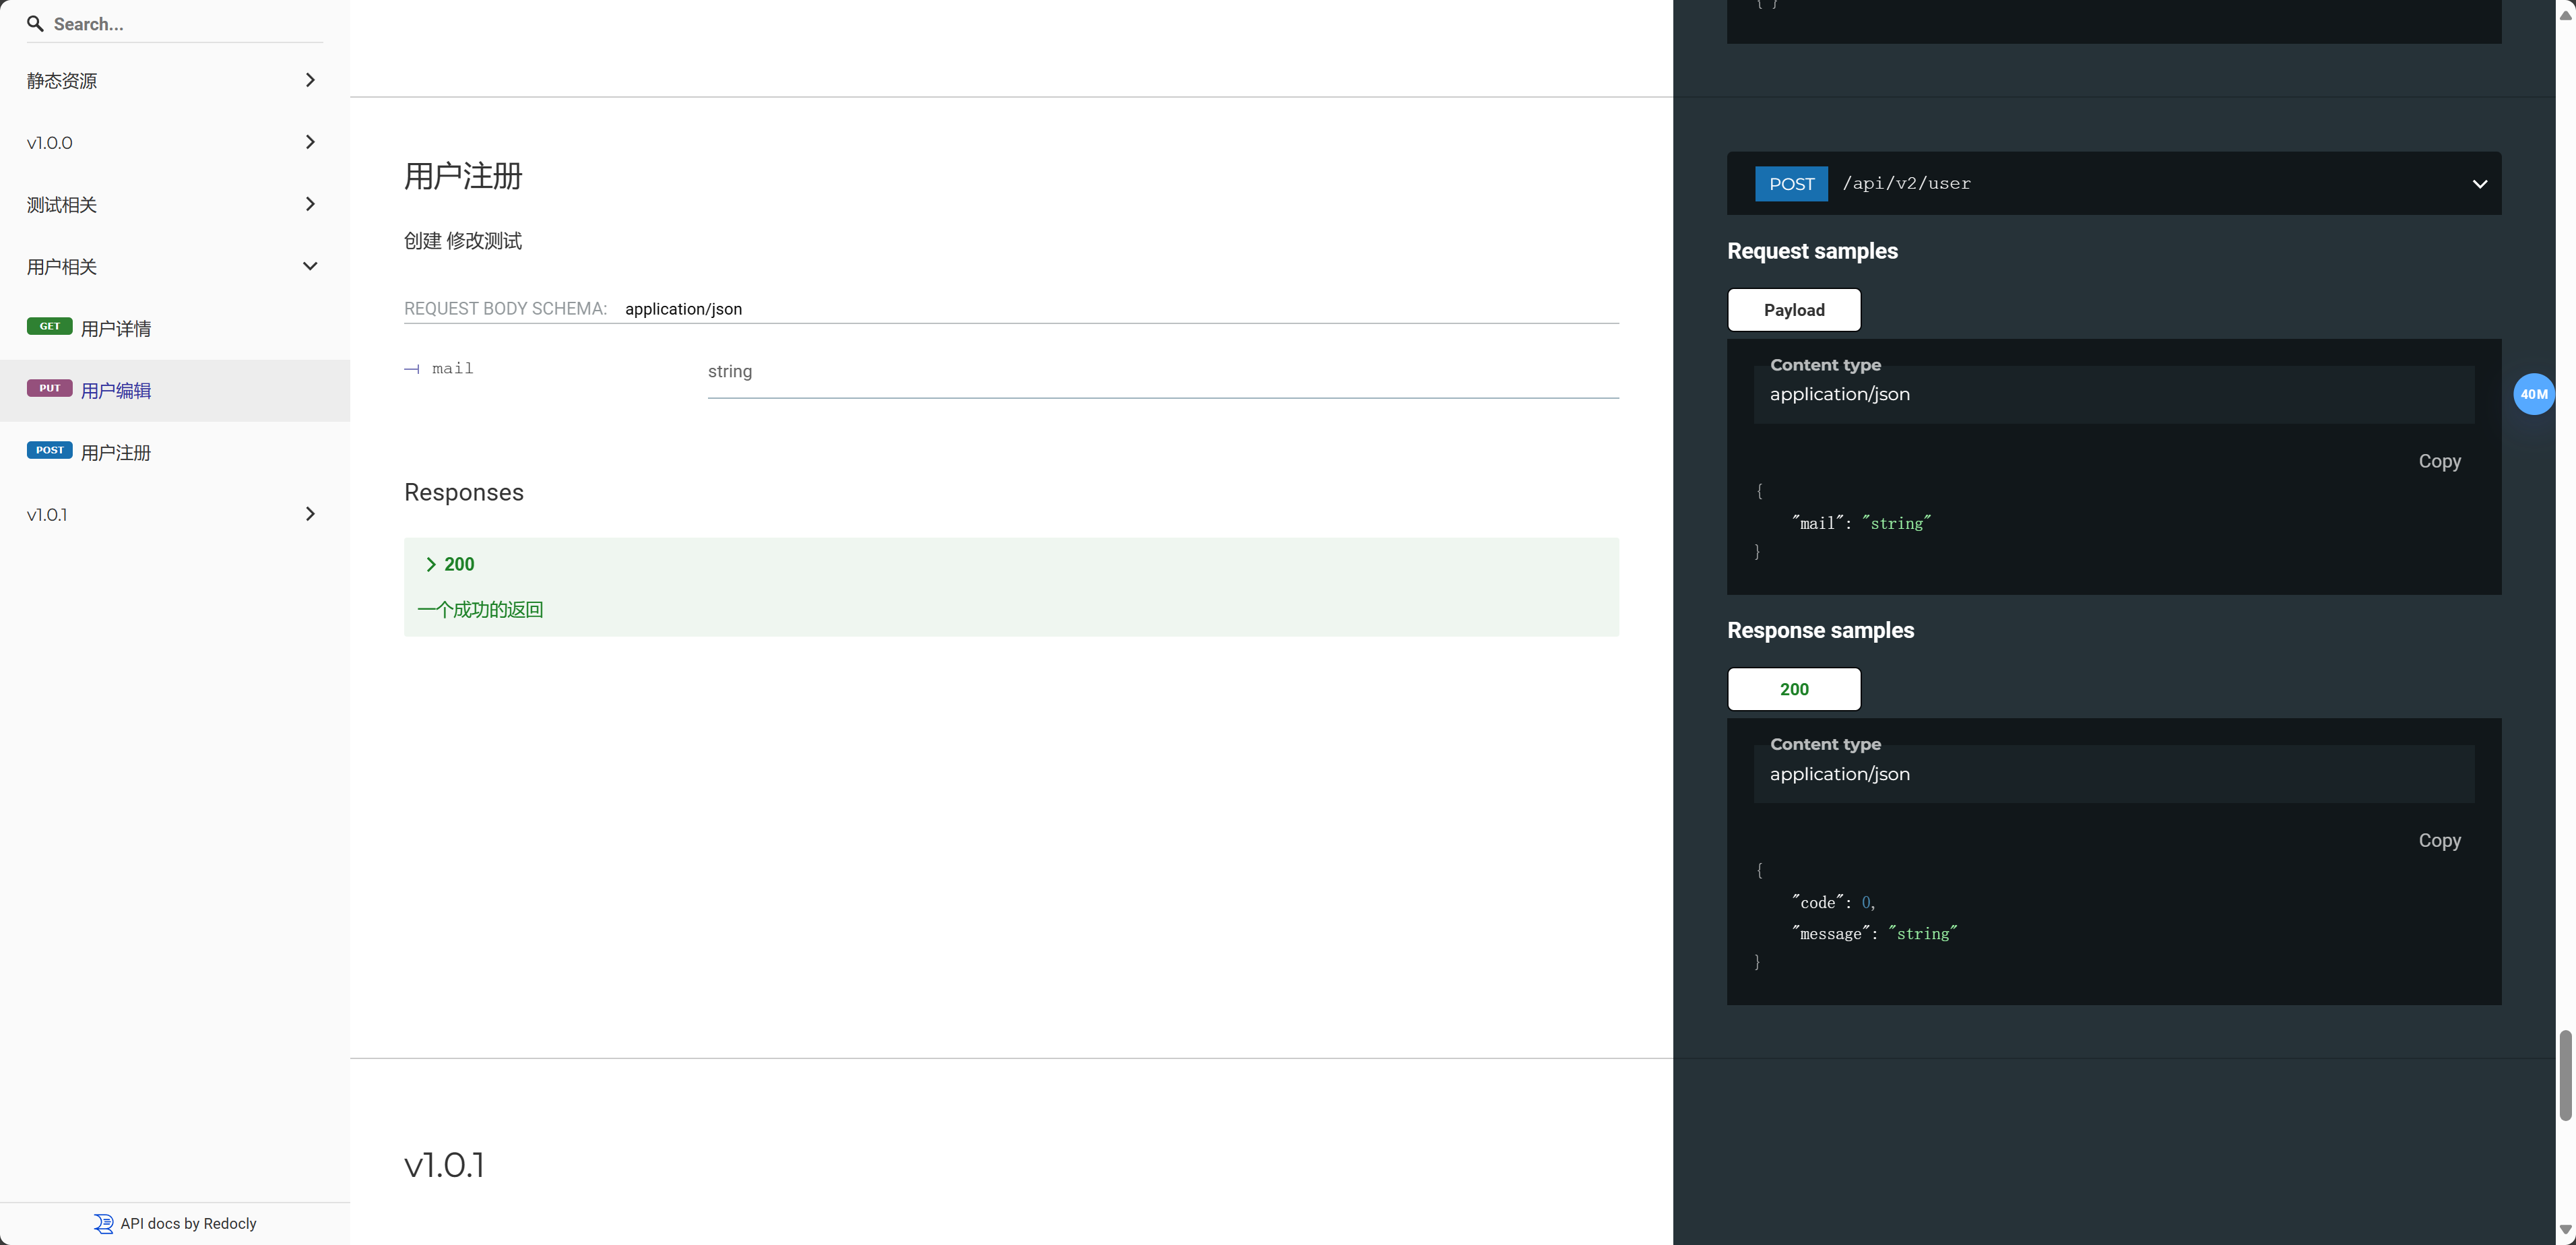 Search...
静态资源
v1.0.0
测试相关
用户相关
GET 用户详情
PUT 用户编辑
POST 用户注册
v1.0.1
API docs by Redocly
用户注册
创建 修改测试
REQUEST BODY SCHEMA: application/json
mail string
Responses
200
一个成功的返回
v1.0.1
{ }
POST /api/v2/user
Request samples
Payload
Content type
application/json
Copy
{
"mail": "string"
}
Response samples
200
Content type
application/json
Copy
{
"code": 0,
"message": "string"
}
40M